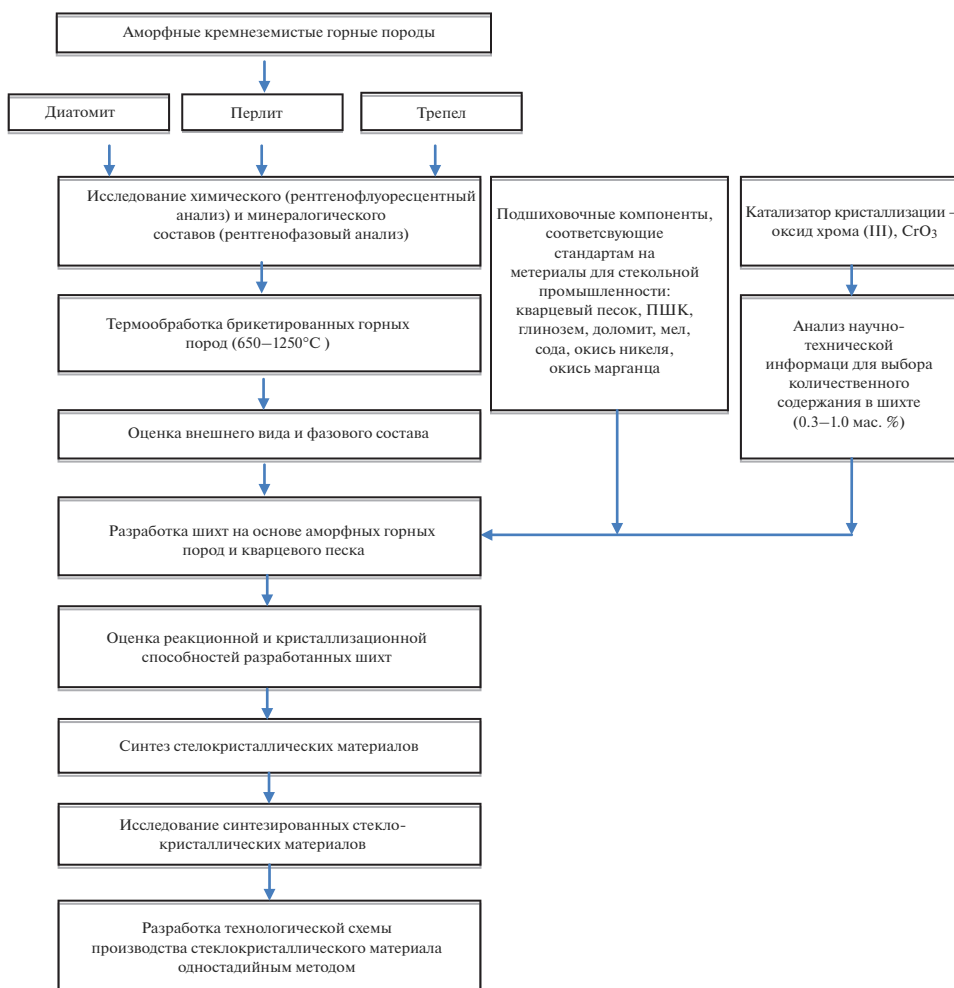 Аморфные кремнеземистые горные породы
Диатомит
Перлит
Трепел
Исследование химического (рентгенофлуоресцентный
анализ) и минералогического
составов (рентгенофазовый анализ)
Подшиховочные компоненты,
соответсвующие
стандартам на
метериалы для стекольной
промышленности:
кварцевый песок, ПШК,
глинозем, доломит, мел,
сода, окись никеля,
окись марганца
Катализатор кристаллизации –
оксид хрома (III), CrO3
Термообработка брикетированных горных
пород (650–1250°C )
Анализ научно-
технической
информаци для выбора
количественного
содержания в шихте
(0.3–1.0 мас. %)
Оценка внешнего вида и фазового состава
Разработка шихт на основе аморфных горных
пород и кварцевого песка
Оценка реакционной и кристаллизационной
способностей разработанных шихт
Синтез стелокристаллических материалов
Исследование синтезированных стекло-
кристаллических материалов
Разработка технологической схемы
производства стеклокристаллического материала
одностадийным методом